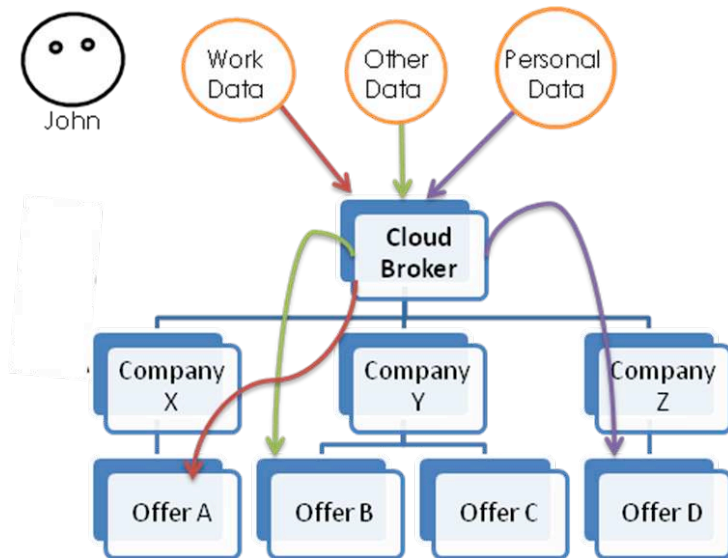 John
Work
Data
Other
Data
Personal
Data
Cloud
Broker
Company
X
Company
Y
Company
Z
Offer A
Offer B
Offer C
Offer D